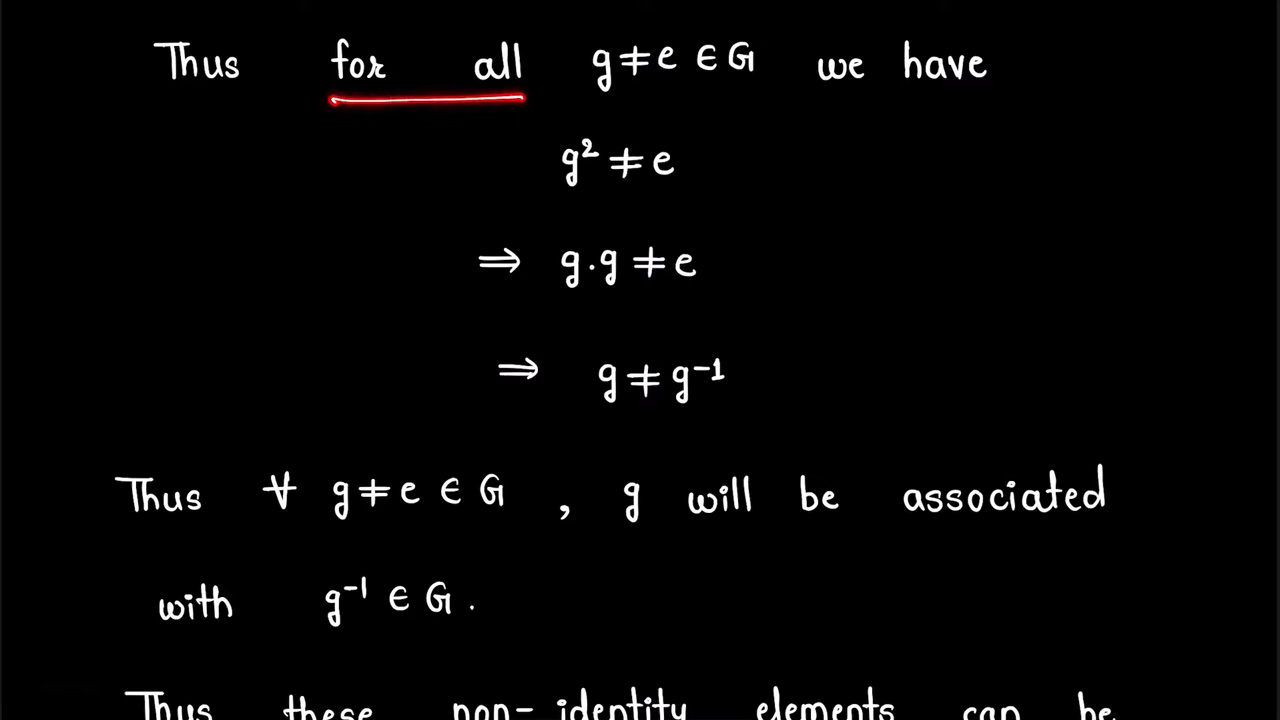 Thus for all g ≠ e ∈ G we have
g² ≠ e
⇒ g·g ≠ e
⇒ g ≠ g⁻¹
Thus ∀ g ≠ e ∈ G , g will be associated
with g⁻¹ ∈ G .
Thus these non-identity elements can be